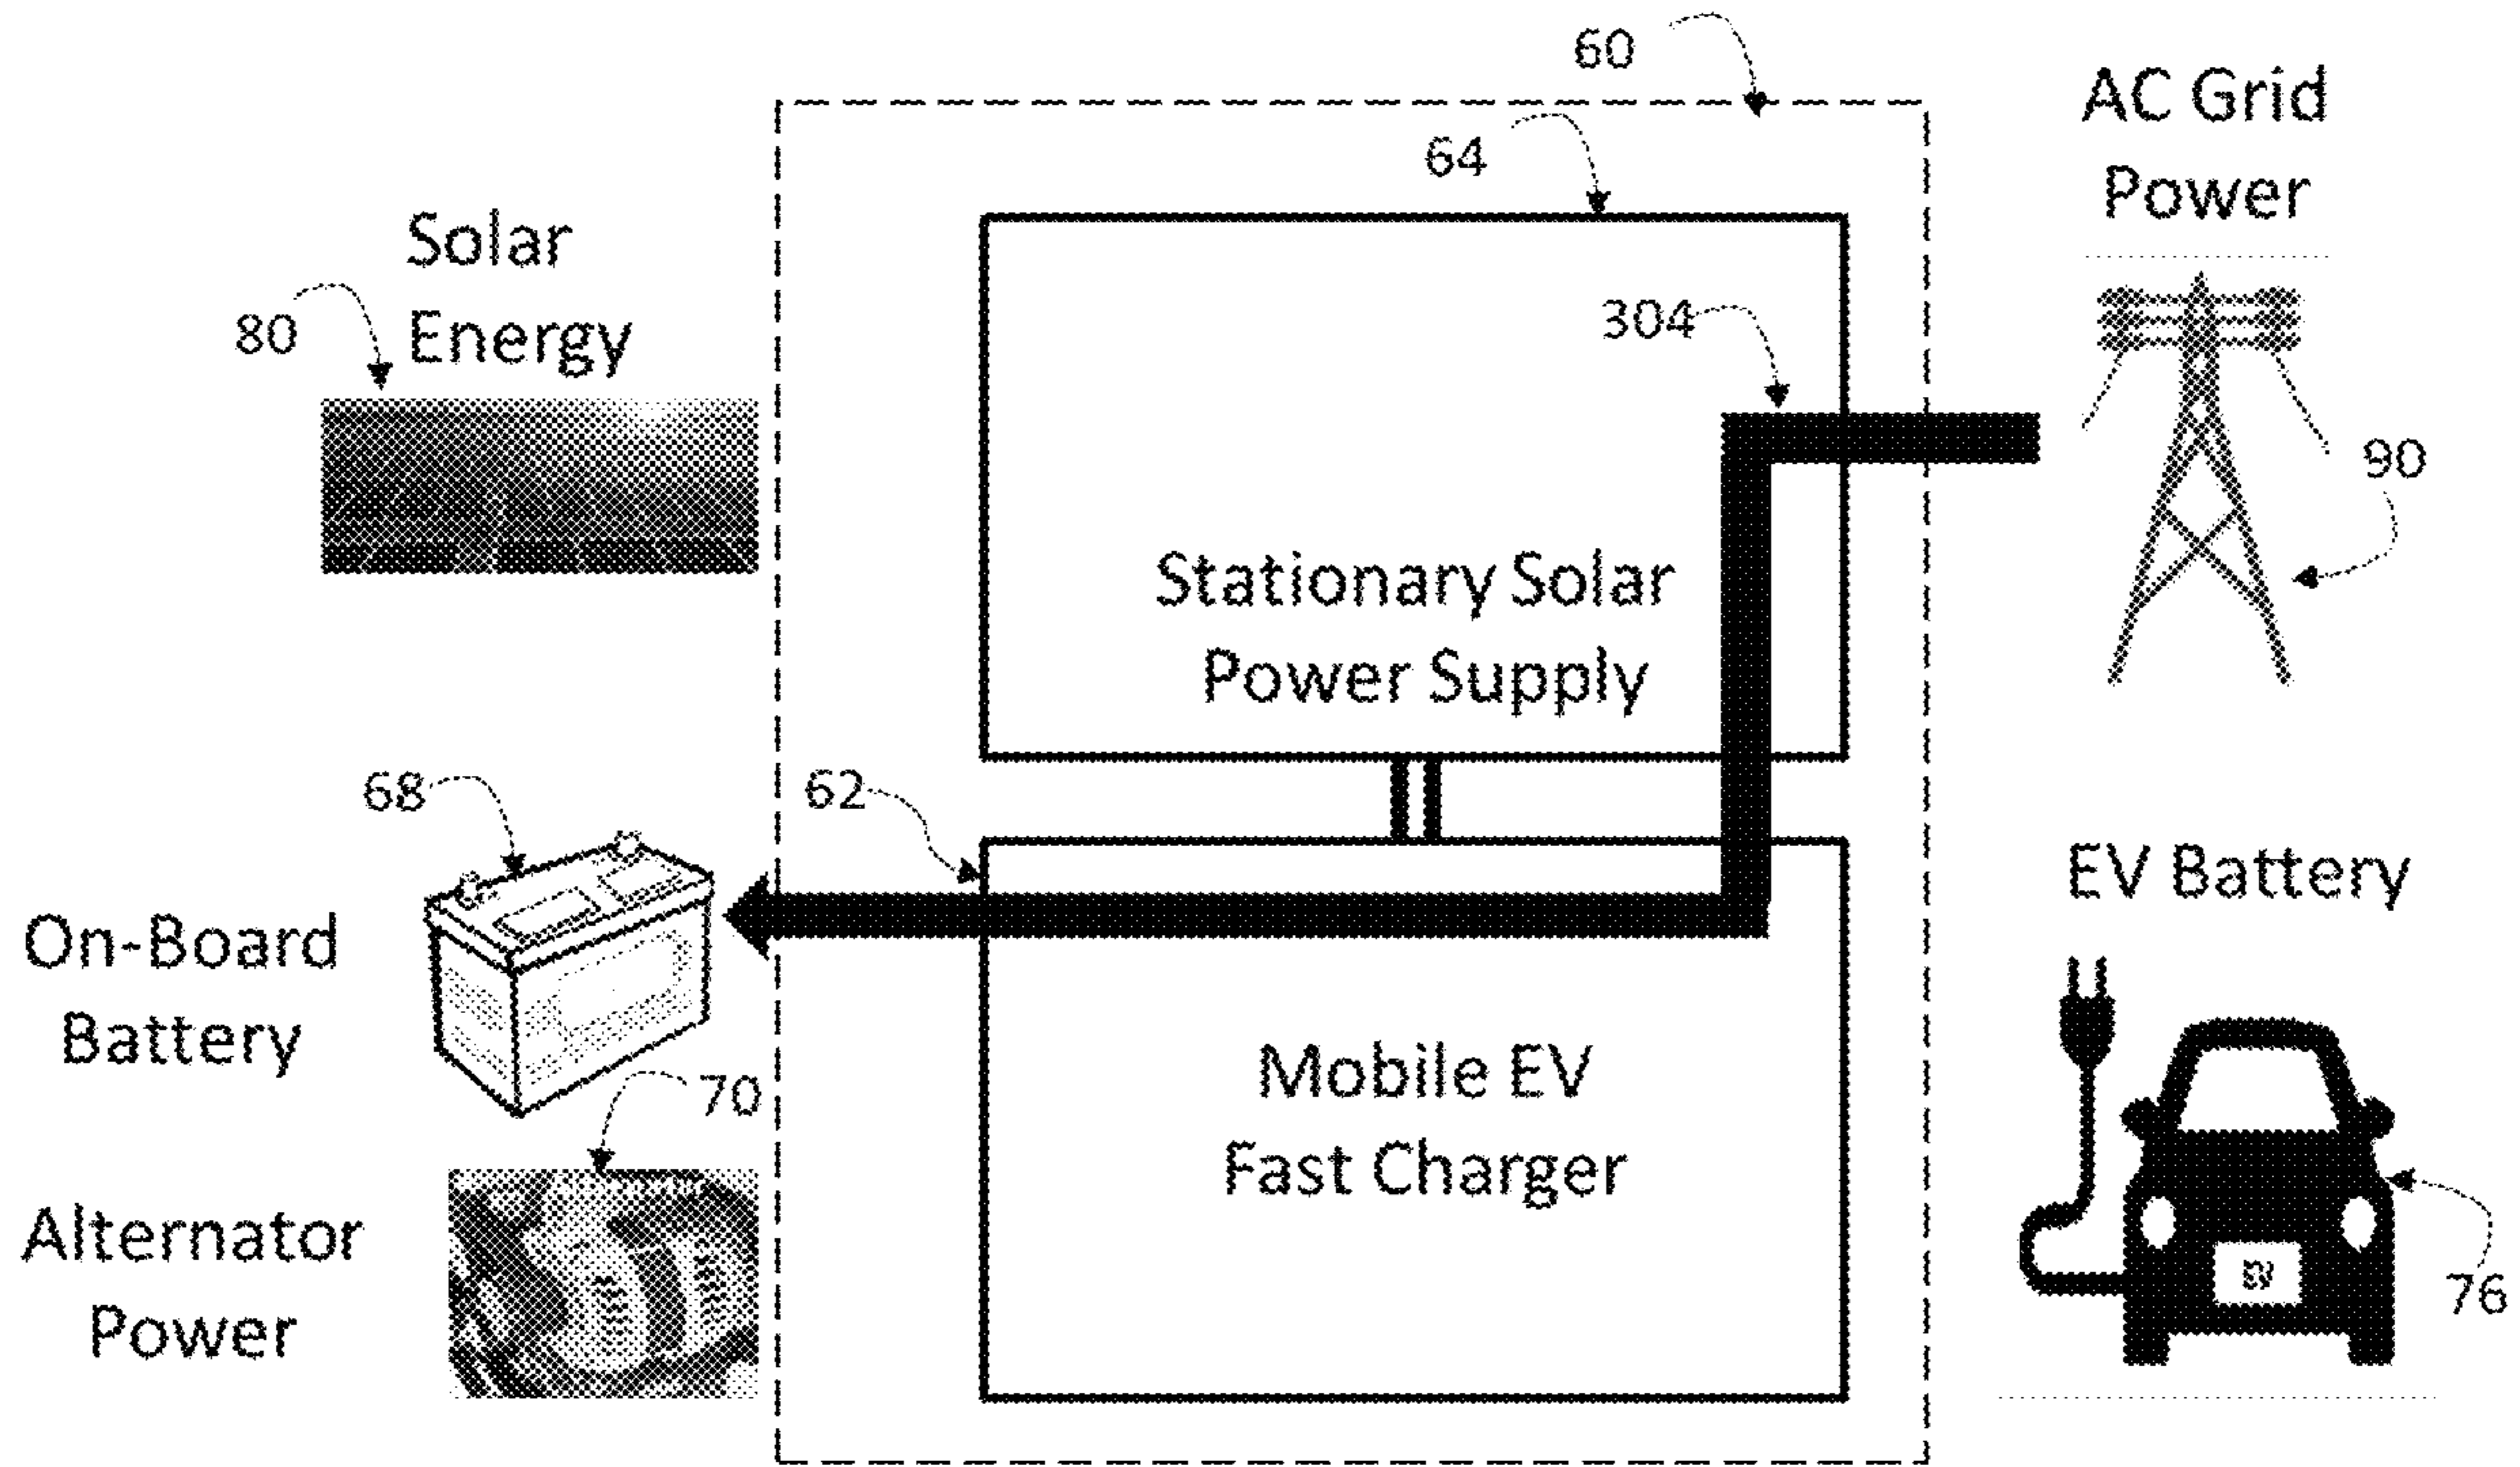 60
AC Grid
Power
64
Solar
Energy
80
304
90
Stationary Solar
Power Supply
68
62
On-Board
Battery
EV Battery
Mobile EV
Fast Charger
70
Alternator
Power
EV
76